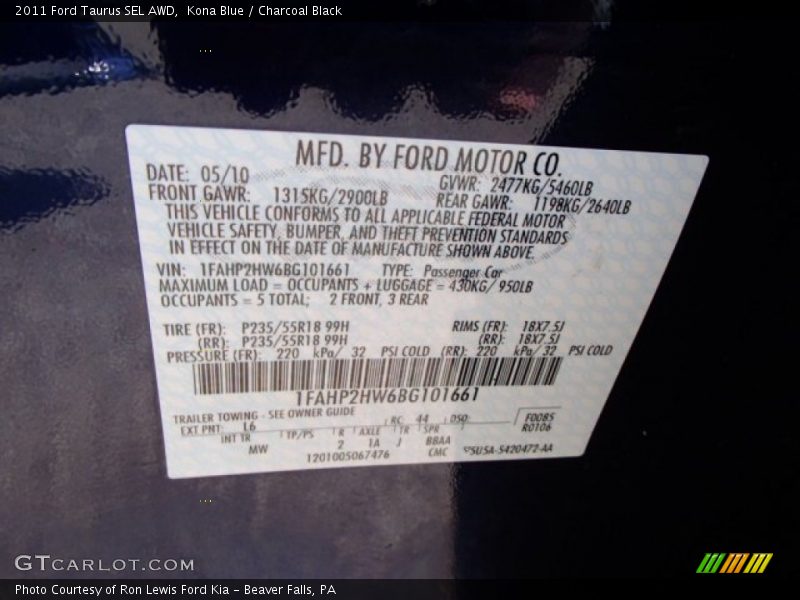 2011 Ford Taurus SEL AWD, Kona Blue / Charcoal Black
MFD. BY FORD MOTOR CO.
DATE: 05/10 GVWR: 2477KG/5460LB
FRONT GAWR: 1315KG/2900LB REAR GAWR: 1198KG/2640LB
THIS VEHICLE CONFORMS TO ALL APPLICABLE FEDERAL MOTOR
VEHICLE SAFETY, BUMPER, AND THEFT PREVENTION STANDARDS
IN EFFECT ON THE DATE OF MANUFACTURE SHOWN ABOVE.
VIN: 1FAHP2HW6BG101661 TYPE: Passenger Car
MAXIMUM LOAD = OCCUPANTS + LUGGAGE = 430KG/ 950LB
OCCUPANTS = 5 TOTAL; 2 FRONT, 3 REAR
TIRE (FR): P235/55R18 99H RIMS (FR): 18X7.5J
(RR): P235/55R18 99H (RR): 18X7.5J
PRESSURE (FR): 220 kPa/ 32 PSI COLD (RR): 220 kPa/ 32 PSI COLD
1FAHP2HW6BG101661
TRAILER TOWING - SEE OWNER GUIDE
EXT PNT: L6 RC: 44 DSO: F0085
R0106
INT TR TP/PS R AXLE TR SPR
MW 2 1A J BBAA
1201005067476 CMC 5U5A-5420472-AA
GTCARLOT.COM
Photo Courtesy of Ron Lewis Ford Kia - Beaver Falls, PA